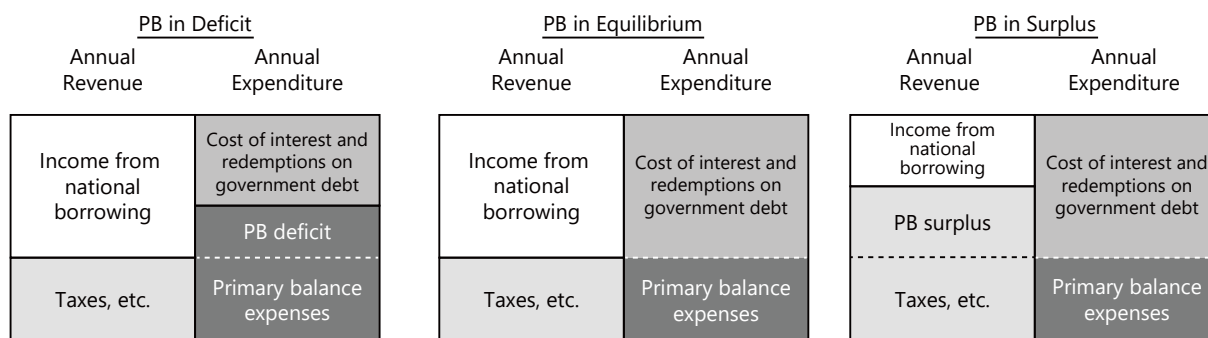 PB in Deficit
Annual
Revenue
Annual
Expenditure
Income from
national
borrowing
Cost of interest and
redemptions on
government debt
PB deficit
Taxes, etc.
Primary balance
expenses
PB in Equilibrium
Annual
Revenue
Annual
Expenditure
Income from
national
borrowing
Cost of interest and
redemptions on
government debt
Taxes, etc.
Primary balance
expenses
PB in Surplus
Annual
Revenue
Annual
Expenditure
Income from
national
borrowing
Cost of interest and
redemptions on
government debt
PB surplus
Taxes, etc.
Primary balance
expenses